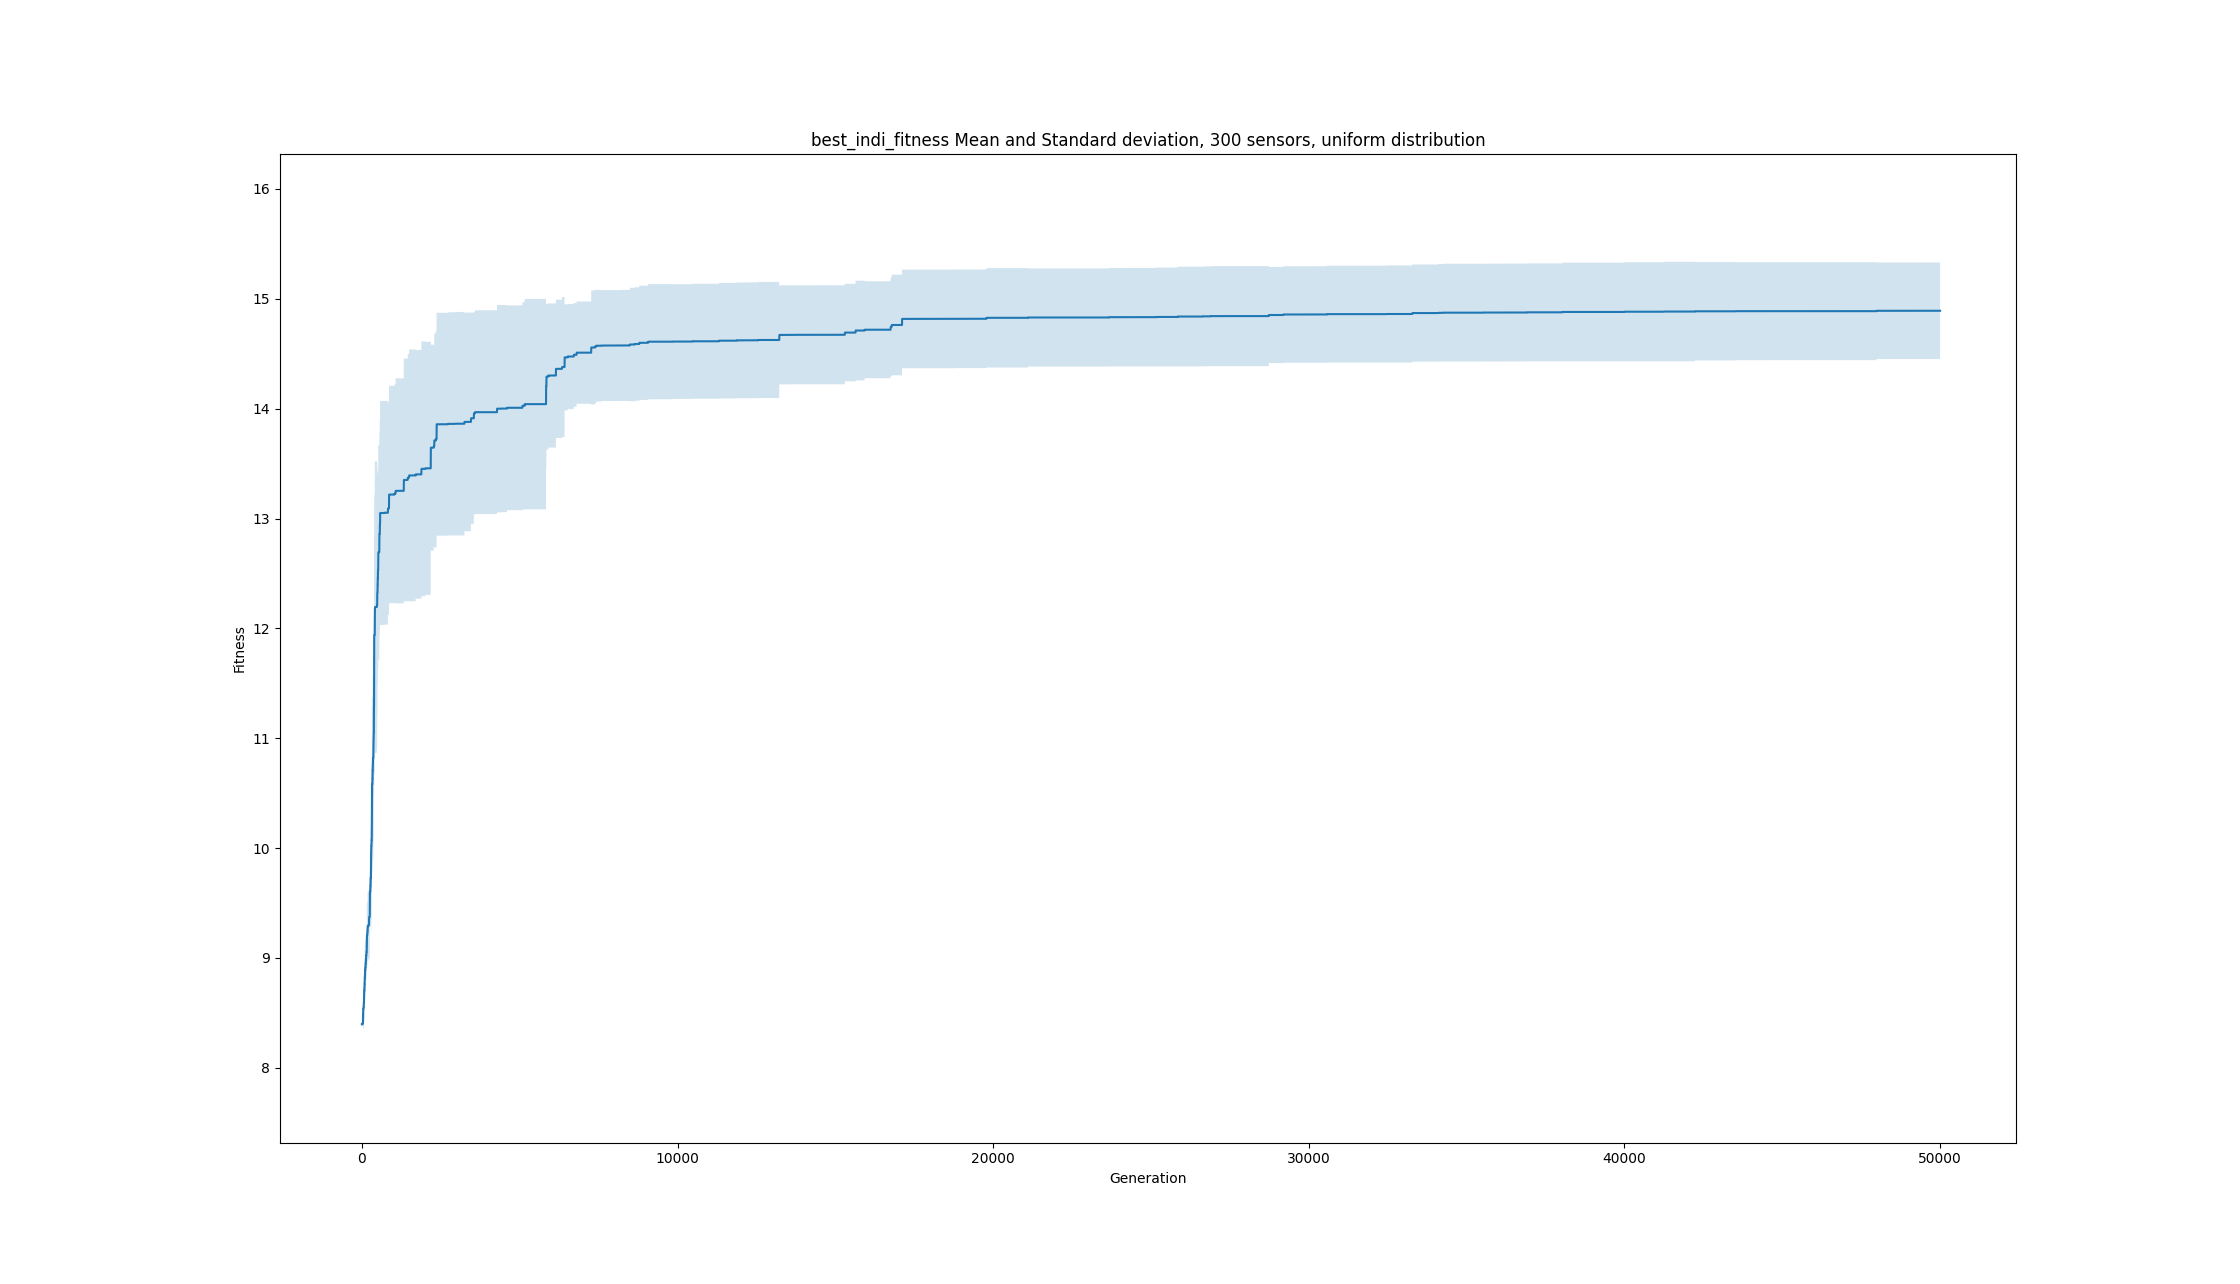 best_indi_fitness Mean and Standard deviation, 300 sensors, uniform distribution
16
15
14
13
12
11
10
9
8
Fitness
0 10000 20000 30000 40000 50000
Generation